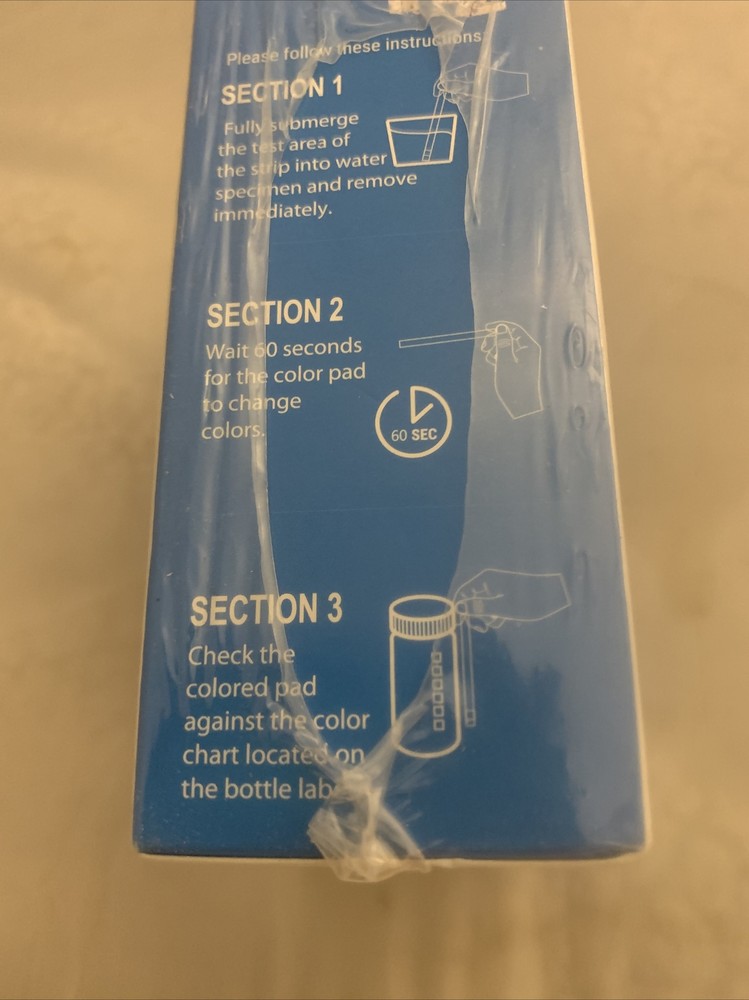 Please follow these instructions:
SECTION 1
Fully submerge
the test area of
the strip into water
specimen and remove
immediately.
SECTION 2
Wait 60 seconds
for the color pad
to change
colors.
60 SEC
SECTION 3
Check the
colored pad
against the color
chart located on
the bottle